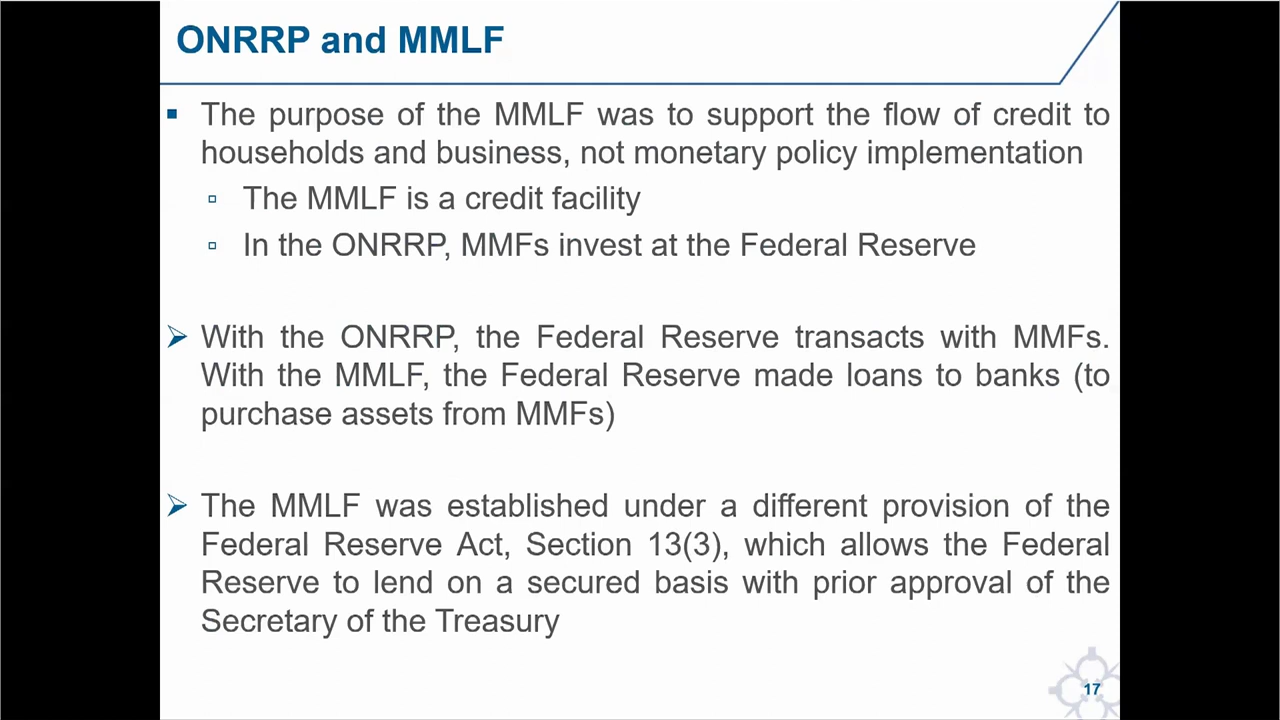 ONRRP and MMLF
▪ The purpose of the MMLF was to support the flow of credit to
households and business, not monetary policy implementation
▫ The MMLF is a credit facility
▫ In the ONRRP, MMFs invest at the Federal Reserve
➢ With the ONRRP, the Federal Reserve transacts with MMFs.
With the MMLF, the Federal Reserve made loans to banks (to
purchase assets from MMFs)
➢ The MMLF was established under a different provision of the
Federal Reserve Act, Section 13(3), which allows the Federal
Reserve to lend on a secured basis with prior approval of the
Secretary of the Treasury
17